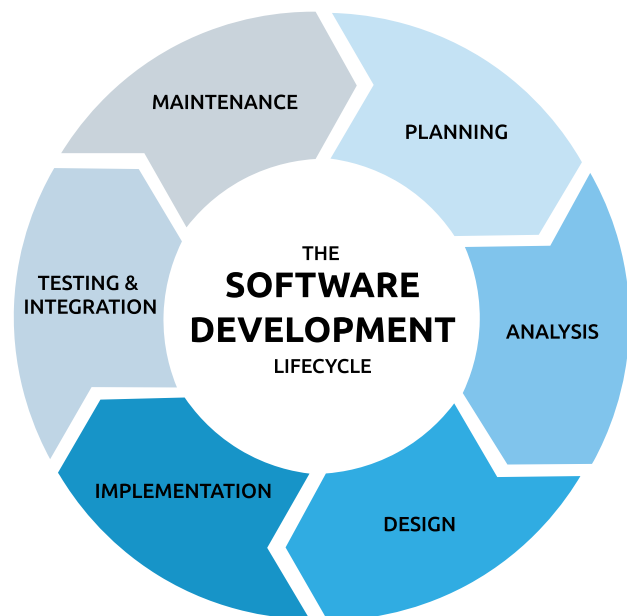 THE
SOFTWARE
DEVELOPMENT
LIFECYCLE
PLANNING
ANALYSIS
DESIGN
IMPLEMENTATION
TESTING &
INTEGRATION
MAINTENANCE